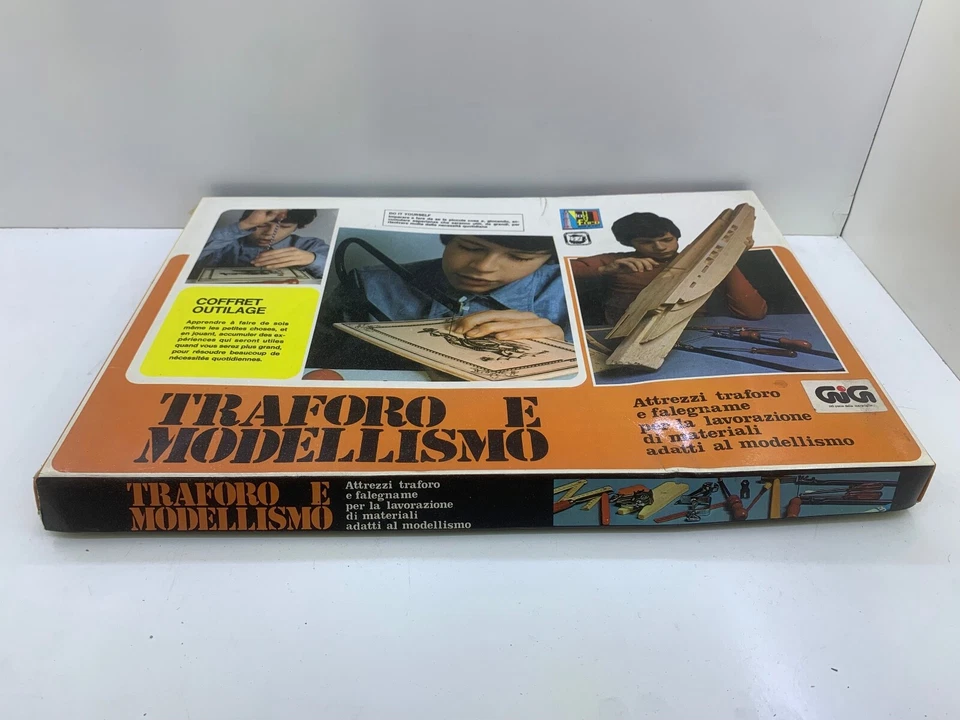 DO IT YOURSELF
COFFRET
OUTILAGE
Apprendre à faire de sois
même les petites choses, et
en jouant, accumuler des ex-
périences qui seront utiles
quand vous serez plus grand,
pour résoudre beaucoup de
nécessités quotidiennes.
TRAFORO E
MODELLISMO
Attrezzi traforo
e falegname
per la lavorazione
di materiali
adatti al modellismo
GiG
TRAFORO E
MODELLISMO
Attrezzi traforo
e falegname
per la lavorazione
di materiali
adatti al modellismo